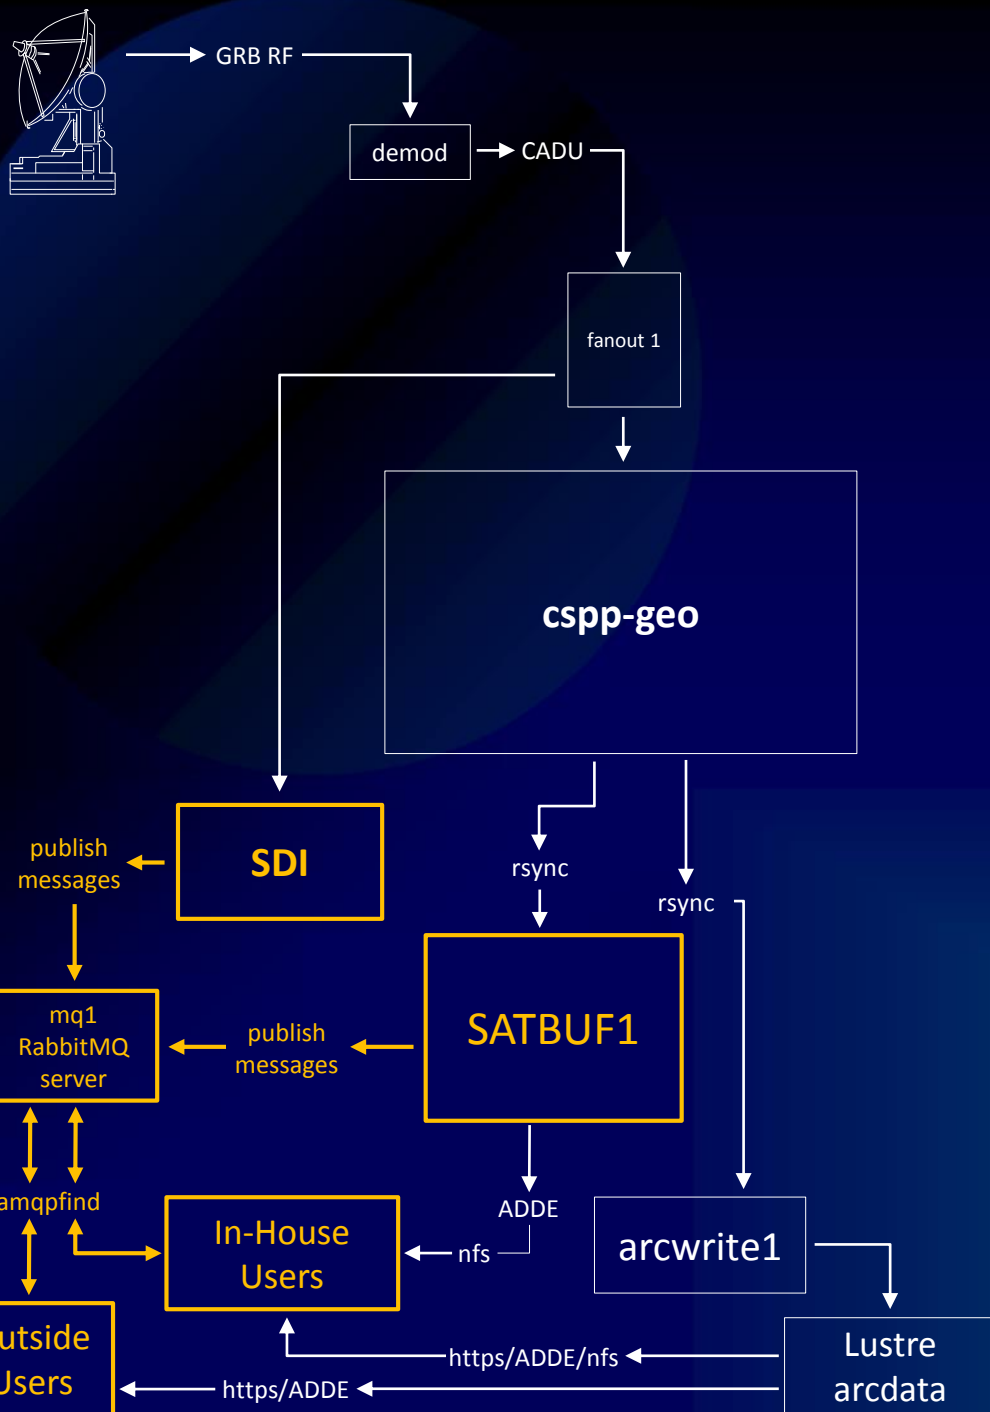 GRB RF
demod
CADU
fanout 1
cspp-geo
SDI
publish
messages
rsync
rsync
SATBUF1
mq1
RabbitMQ
server
publish
messages
amqpfind
ADDE
In-House
Users
nfs
arcwrite1
utside
Users
https/ADDE/nfs
https/ADDE
Lustre
arcdata